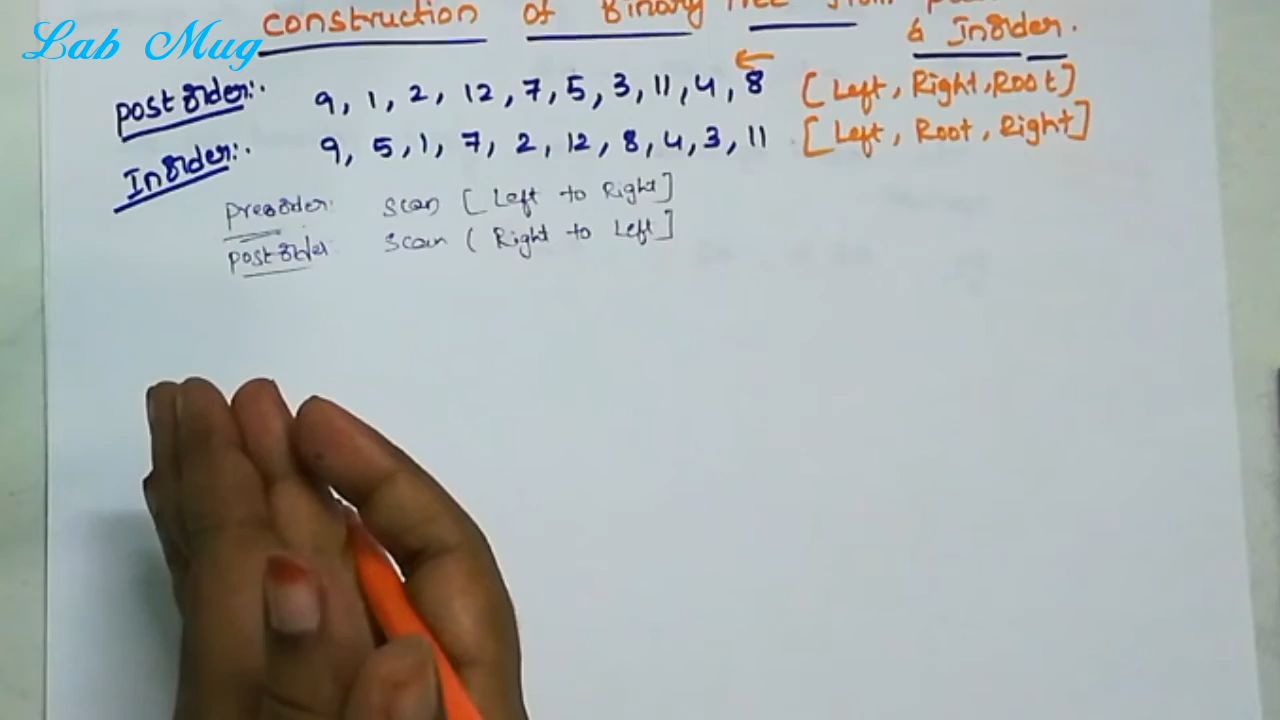 Lab Mug
construction of Binary
& Inorder.
postorder:. 9, 1, 2, 12, 7, 5, 3, 11, 4, 8 [Left, Right, Root]
Inorder:. 9, 5, 1, 7, 2, 12, 8, 4, 3, 11 [Left, Root, Right]
preorder: scan [Left to Right]
postorder: scan (Right to Left]